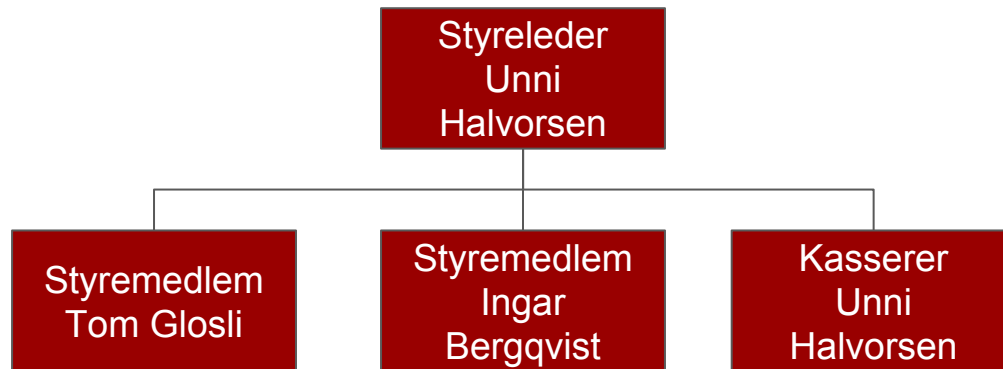 Styreleder
Unni
Halvorsen
Styremedlem
Tom Glosli
Styremedlem
Ingar
Bergqvist
Kasserer
Unni
Halvorsen